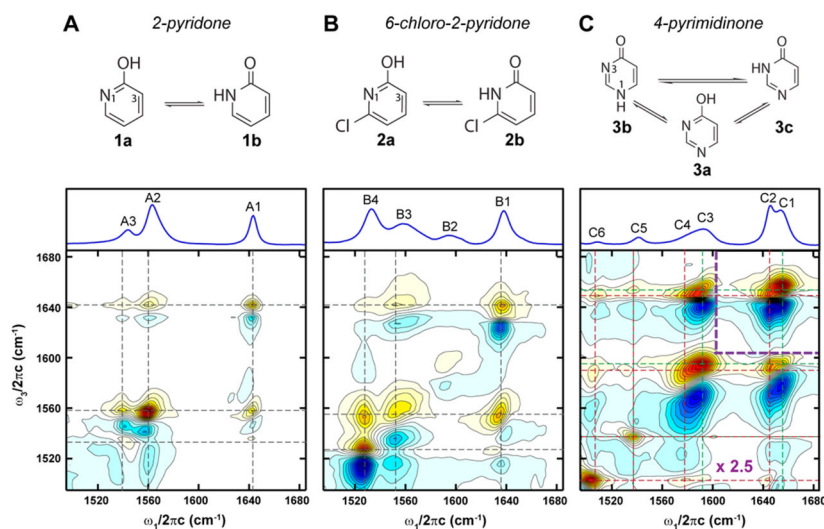 A 2-pyridone
B 6-chloro-2-pyridone
C 4-pyrimidinone
OH
N1 3
1a
O
HN
1b
OH
N1 3
Cl
2a
O
HN
Cl
2b
O
N3
1
N
H
3b
OH
N
N
3a
O
HN
N
3c
A3 A2 A1
B4 B3 B2 B1
C6 C5 C4 C3 C2 C1
ω3/2πc (cm-1)
1680
1640
1600
1560
1520
x 2.5
1520 1560 1600 1640 1680
1520 1560 1600 1640 1680
1520 1560 1600 1640 1680
ω1/2πc (cm-1)
ω1/2πc (cm-1)
ω1/2πc (cm-1)